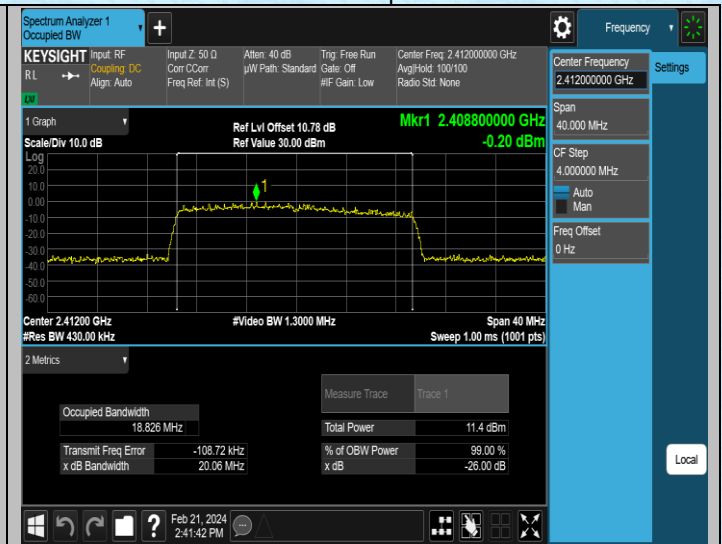 Spectrum Analyzer 1
Occupied BW
+
Frequency
KEYSIGHT
RL
Input: RF
Coupling: DC
Align: Auto
Input Z: 50 Ω
Corr CCorr
Freq Ref: Int (S)
Atten: 40 dB
µW Path: Standard
Trig: Free Run
Gate: Off
#IF Gain: Low
Center Freq: 2.412000000 GHz
Avg|Hold: 100/100
Radio Std: None
1 Graph
Scale/Div 10.0 dB
Ref Lvl Offset 10.78 dB
Ref Value 30.00 dBm
Mkr1 2.408800000 GHz
-0.20 dBm
Log
20.0
10.0
0.00
-10.0
-20.0
-30.0
-40.0
-50.0
-60.0
1
Center 2.41200 GHz
#Res BW 430.00 kHz
#Video BW 1.3000 MHz
Span 40 MHz
Sweep 1.00 ms (1001 pts)
2 Metrics
Measure Trace
Trace 1
Occupied Bandwidth
18.826 MHz
Total Power
11.4 dBm
Transmit Freq Error
-108.72 kHz
% of OBW Power
99.00 %
x dB Bandwidth
20.06 MHz
x dB
-26.00 dB
Center Frequency
2.412000000 GHz
Settings
Span
40.000 MHz
CF Step
4.000000 MHz
Auto
Man
Freq Offset
0 Hz
Local
?
Feb 21, 2024
2:41:42 PM